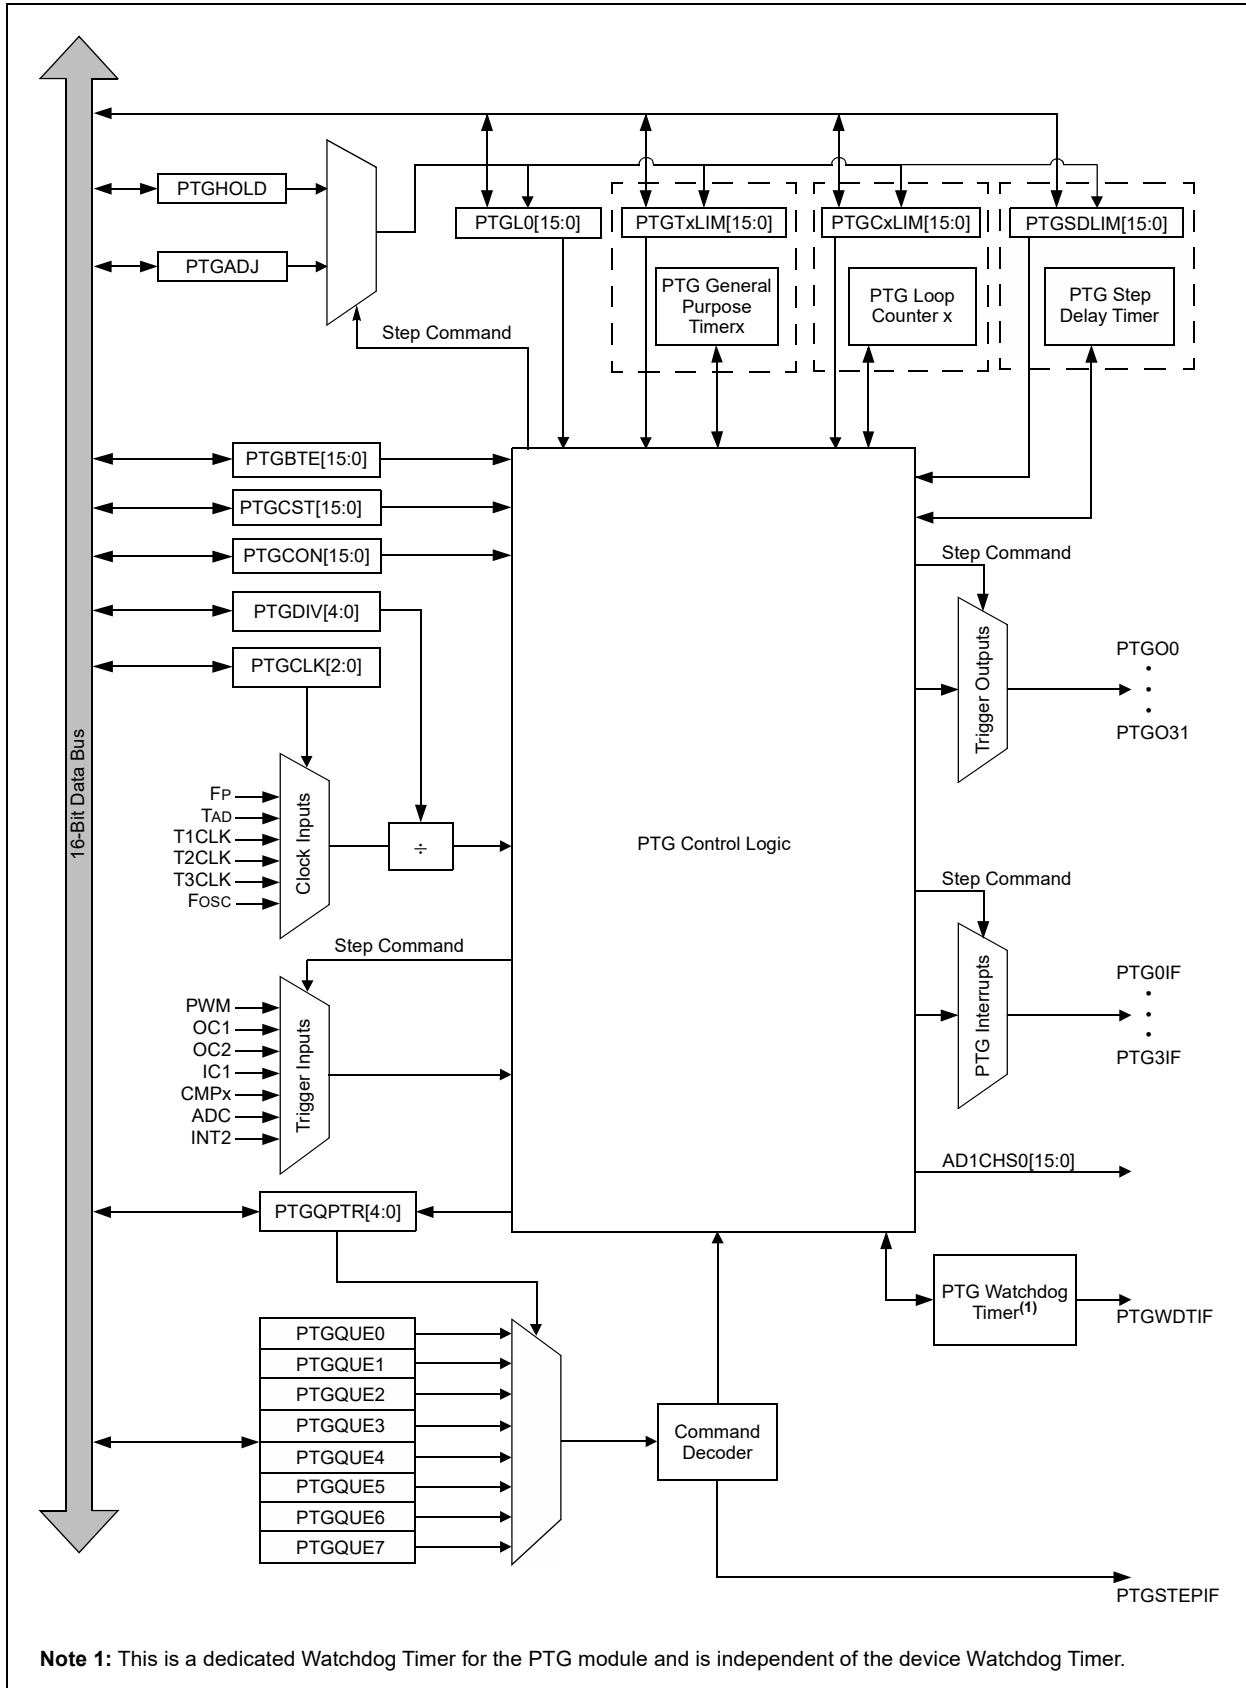 PTGHOLD
PTGADJ
PTGL0[15:0]
PTGTxLIM[15:0]
PTGCxLIM[15:0]
PTGSDLIM[15:0]
PTG General
Purpose
Timerx
PTG Loop
Counter x
PTG Step
Delay Timer
Step Command
PTGBTE[15:0]
PTGCST[15:0]
PTGCON[15:0]
PTGDIV[4:0]
PTGCLK[2:0]
16-Bit Data Bus
FP
TAD
T1CLK
T2CLK
T3CLK
FOSC
Clock Inputs
÷
PTG Control Logic
Step Command
Trigger Outputs
PTGO0
•
•
•
PTGO31
Step Command
PWM
OC1
OC2
IC1
CMPx
ADC
INT2
Trigger Inputs
Step Command
PTG Interrupts
PTG0IF
•
•
•
PTG3IF
AD1CHS0[15:0]
PTGQPTR[4:0]
PTG Watchdog
Timer(1)
PTGWDTIF
PTGQUE0
PTGQUE1
PTGQUE2
PTGQUE3
PTGQUE4
PTGQUE5
PTGQUE6
PTGQUE7
Command
Decoder
PTGSTEPIF
Note 1: This is a dedicated Watchdog Timer for the PTG module and is independent of the device Watchdog Timer.